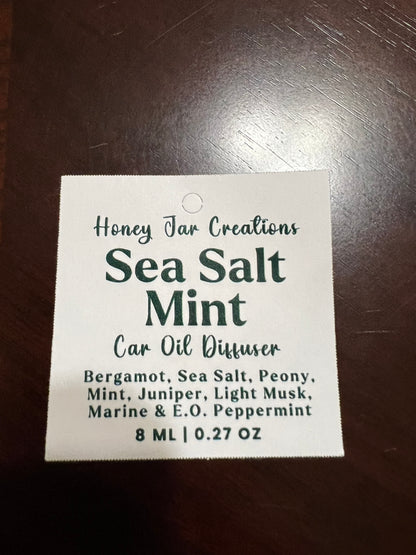 Honey Jar Creations
Sea Salt
Mint
Car Oil Diffuser
Bergamot, Sea Salt, Peony,
Mint, Juniper, Light Musk,
Marine & E.O. Peppermint
8 ML | 0.27 OZ